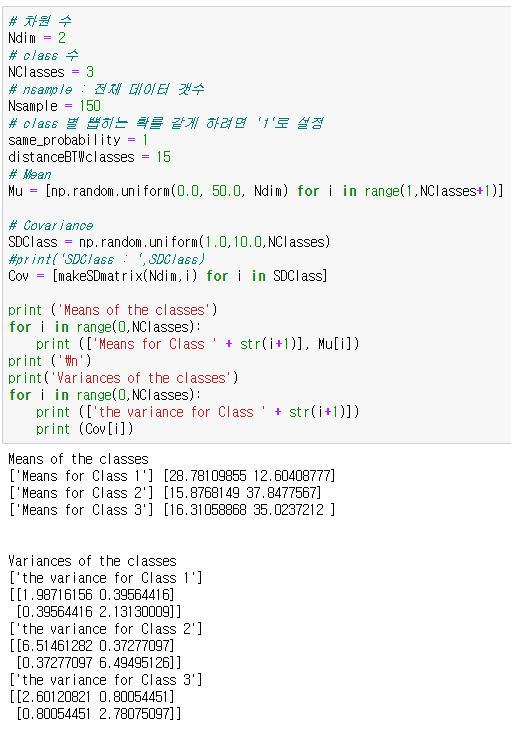 # 차원 수
Ndim = 2
# class 수
NClasses = 3
# nsample : 전체 데이터 갯수
Nsample = 150
# class 별 뽑히는 확률 같게 하려면 '1'로 설정
same_probability = 1
distanceBTWclasses = 15
# Mean
Mu = [np.random.uniform(0.0, 50.0, Ndim) for i in range(1,NClasses+1)]
# Covariance
SDClass = np.random.uniform(1.0,10.0,NClasses)
#print('SDClass : ',SDClass)
Cov = [makeSDmatrix(Ndim,i) for i in SDClass]
print ('Means of the classes')
for i in range(0,NClasses):
    print (['Means for Class ' + str(i+1)], Mu[i])
print ('₩n')
print('Variances of the classes')
for i in range(0,NClasses):
    print (['the variance for Class ' + str(i+1)])
    print (Cov[i])
Means of the classes
['Means for Class 1'] [28.78109855 12.60408777]
['Means for Class 2'] [15.8768149 37.8477567]
['Means for Class 3'] [16.31058868 35.0237212 ]
Variances of the classes
['the variance for Class 1']
[[1.98716156 0.39564416]
 [0.39564416 2.13130009]]
['the variance for Class 2']
[[6.51461282 0.37277097]
 [0.37277097 6.49495126]]
['the variance for Class 3']
[[2.60120821 0.80054451]
 [0.80054451 2.78075097]]